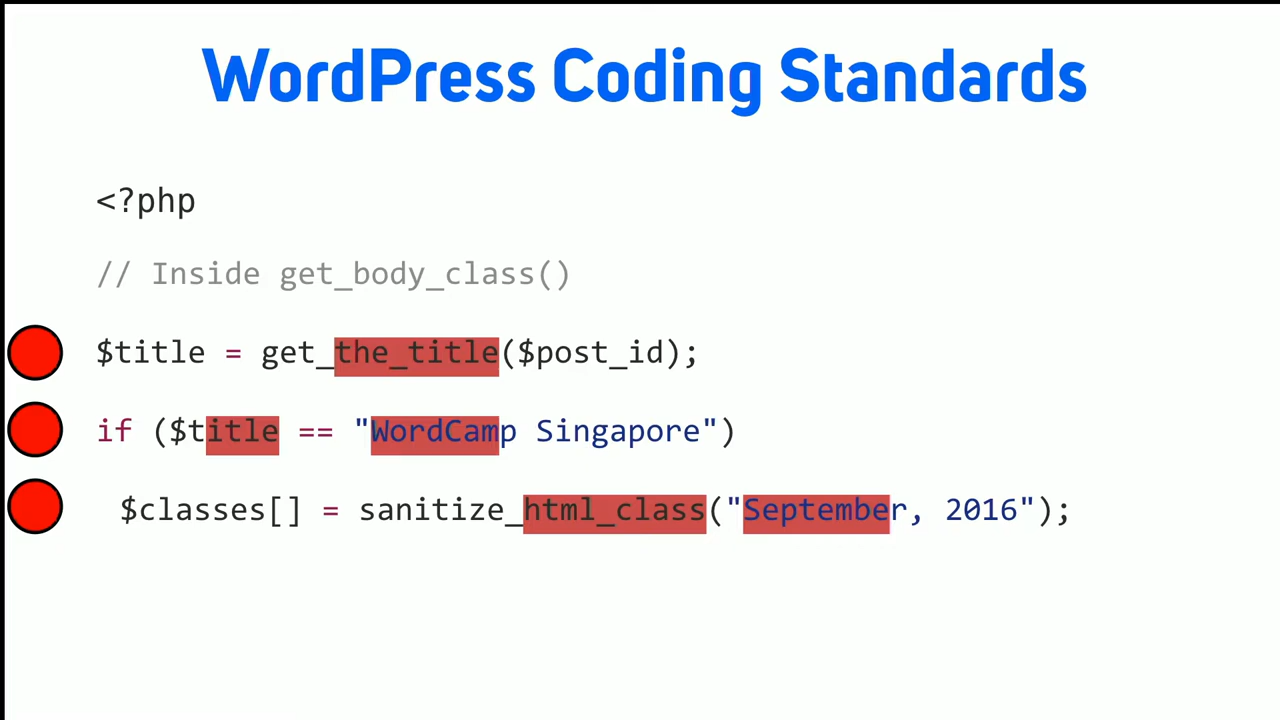 WordPress Coding Standards
<?php
// Inside get_body_class()
$title = get_the_title($post_id);
if ($title == "WordCamp Singapore")
$classes[] = sanitize_html_class("September, 2016");